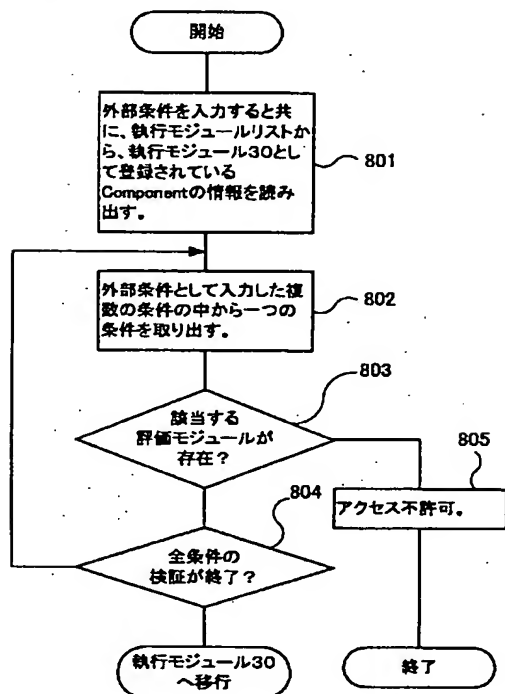 開始
外部条件を入力すると共
に、執行モジュールリストか
ら、執行モジュール30とし
て登録されている
Componentの情報を読み
出す。
801
外部条件として入力した複
数の条件の中から一つの
条件を取り出す。
802
803
該当する
評価モジュールが
存在?
804
805
アクセス不許可。
全条件の
検証が終了?
執行モジュール30
へ移行
終了